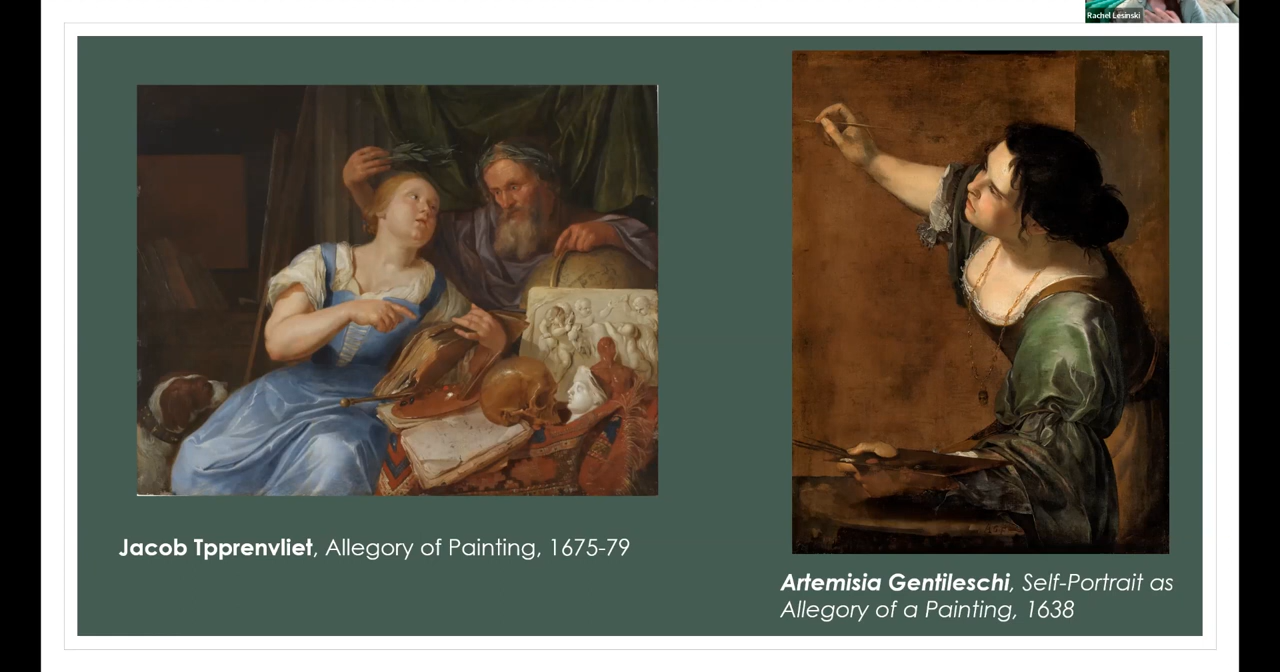 Rachel Lesinski
Jacob Tpprenvliet, Allegory of Painting, 1675-79
Artemisia Gentileschi, Self-Portrait as
Allegory of a Painting, 1638